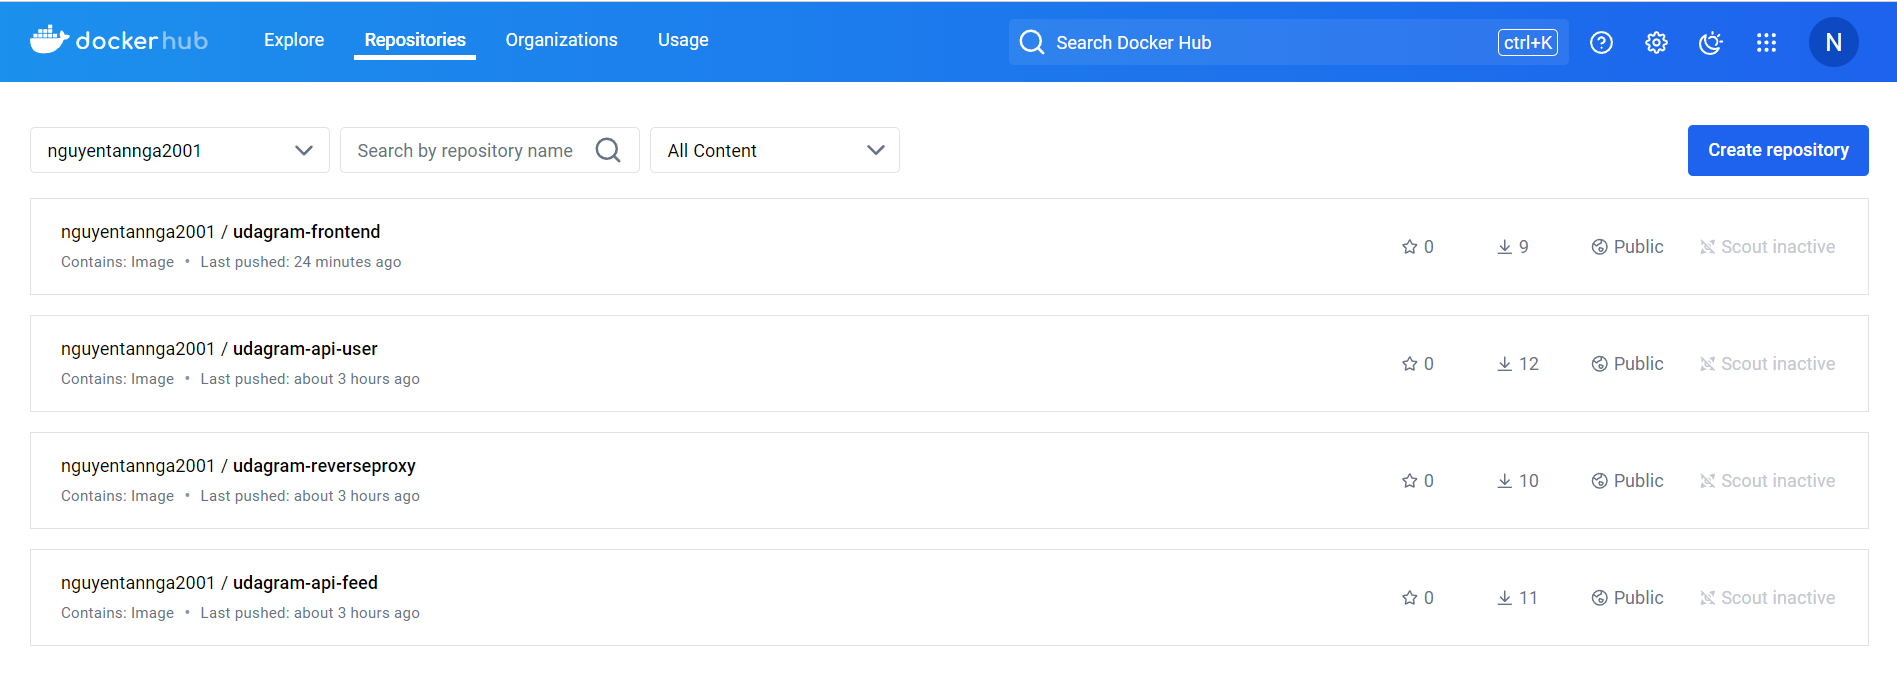 dockerhub Explore Repositories Organizations Usage Search Docker Hub ctrl+K N
nguyentannga2001 Search by repository name All Content Create repository
nguyentannga2001 / udagram-frontend
Contains: Image • Last pushed: 24 minutes ago
0 9 Public Scout inactive
nguyentannga2001 / udagram-api-user
Contains: Image • Last pushed: about 3 hours ago
0 12 Public Scout inactive
nguyentannga2001 / udagram-reverseproxy
Contains: Image • Last pushed: about 3 hours ago
0 10 Public Scout inactive
nguyentannga2001 / udagram-api-feed
Contains: Image • Last pushed: about 3 hours ago
0 11 Public Scout inactive